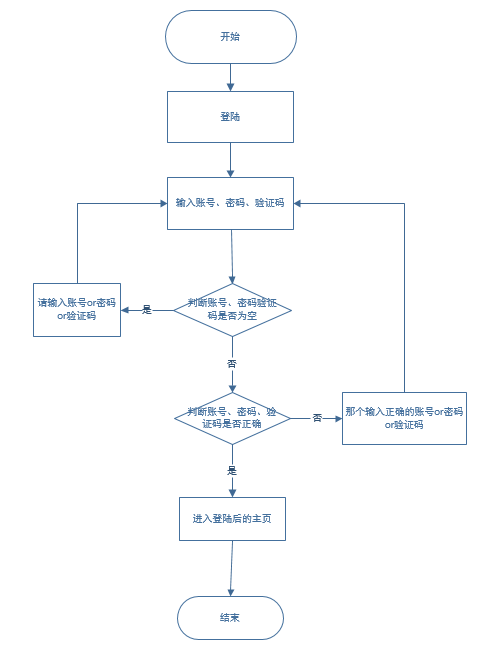 开始
登陆
输入账号、密码、验证码
请输入账号or密码
or验证码
是
判断账号、密码验证
码是否为空
否
判断账号、密码、验
证码是否正确
否
那个输入正确的账号or密码
or验证码
是
进入登陆后的主页
结束